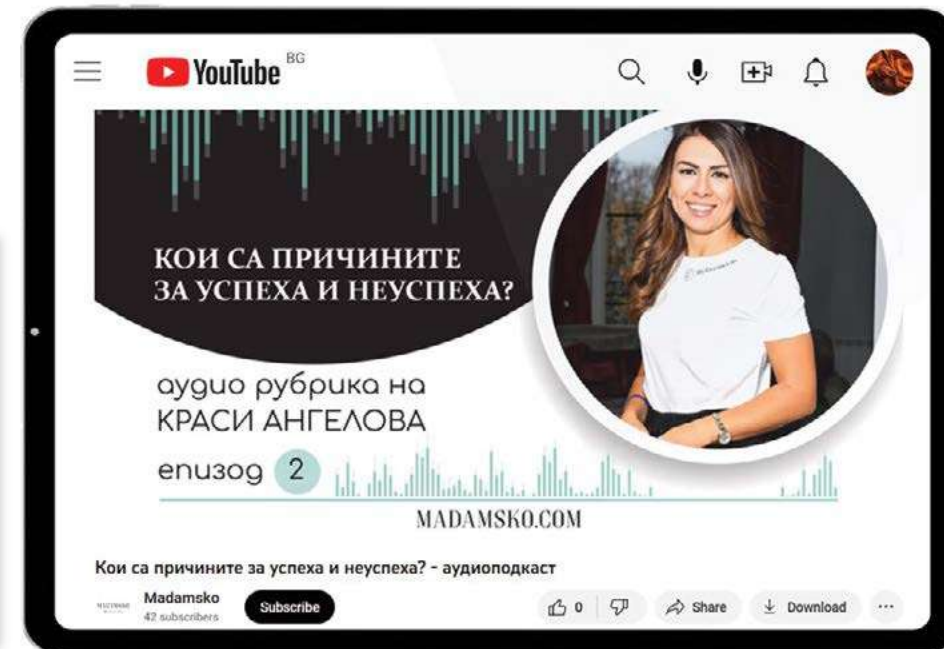 YouTube BG
КОИ СА ПРИЧИНИТЕ
ЗА УСПЕХА И НЕУСПЕХА?
аудио рубрика на
КРАСИ АНГЕЛОВА
епизод 2
MADAMSKO.COM
Кои са причините за успеха и неуспеха? - аудиоподкаст
Madamsko
42 subscribers
Subscribe
0
Share
Download